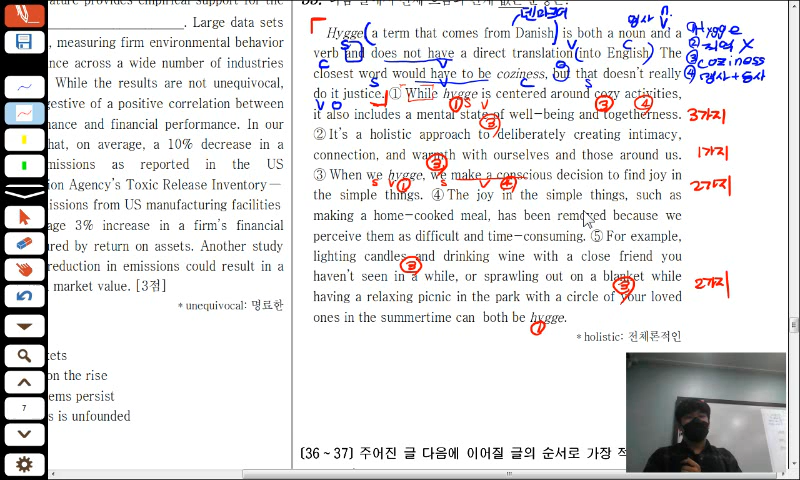 nature provides empirical support for the
_______________. Large data sets
, measuring firm environmental behavior
nce across a wide number of industries
While the results are not unequivocal,
gestive of a positive correlation between
nance and financial performance. In our
hat, on average, a 10% decrease in a
missions as reported in the US
ion Agency's Toxic Release Inventory—
issions from US manufacturing facilities
age 3% increase in a firm's financial
red by return on assets. Another study
reduction in emissions could result in a
market value. [3점]
* unequivocal: 명료한
ets
on the rise
ems persist
s is unfounded
7
덴마크어
명사 n.
v.
Hygge (a term that comes from Danish) is both a noun and a
verb and does not have a direct translation (into English). The
closest word would have to be coziness, but that doesn't really
do it justice. ① While hygge is centered around cozy activities,
it also includes a mental state of well-being and togetherness.
② It's a holistic approach to deliberately creating intimacy,
connection, and warmth with ourselves and those around us.
③ When we hygge, we make a conscious decision to find joy in
the simple things. ④ The joy in the simple things, such as
making a home-cooked meal, has been removed because we
perceive them as difficult and time-consuming. ⑤ For example,
lighting candles and drinking wine with a close friend you
haven't seen in a while, or sprawling out on a blanket while
having a relaxing picnic in the park with a circle of your loved
ones in the summertime can both be hygge.
* holistic: 전체론적인
① Hygge
② 직역 X
③ coziness
④ 명사 + 동사
3가지
1가지
2가지
2가지
[36~37] 주어진 글 다음에 이어질 글의 순서로 가장 적